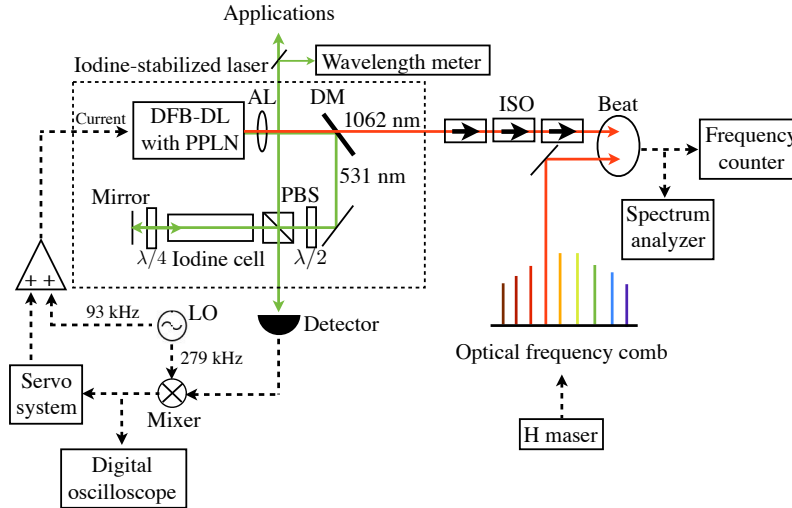 Applications
Iodine-stabilized laser
Wavelength meter
AL
DM
1062 nm
ISO
Beat
Current
DFB-DL
with PPLN
Frequency
counter
531 nm
Mirror
PBS
Spectrum
analyzer
λ/4
Iodine cell
λ/2
+ +
93 kHz
LO
Detector
279 kHz
Optical frequency comb
Servo
system
Mixer
H maser
Digital
oscilloscope